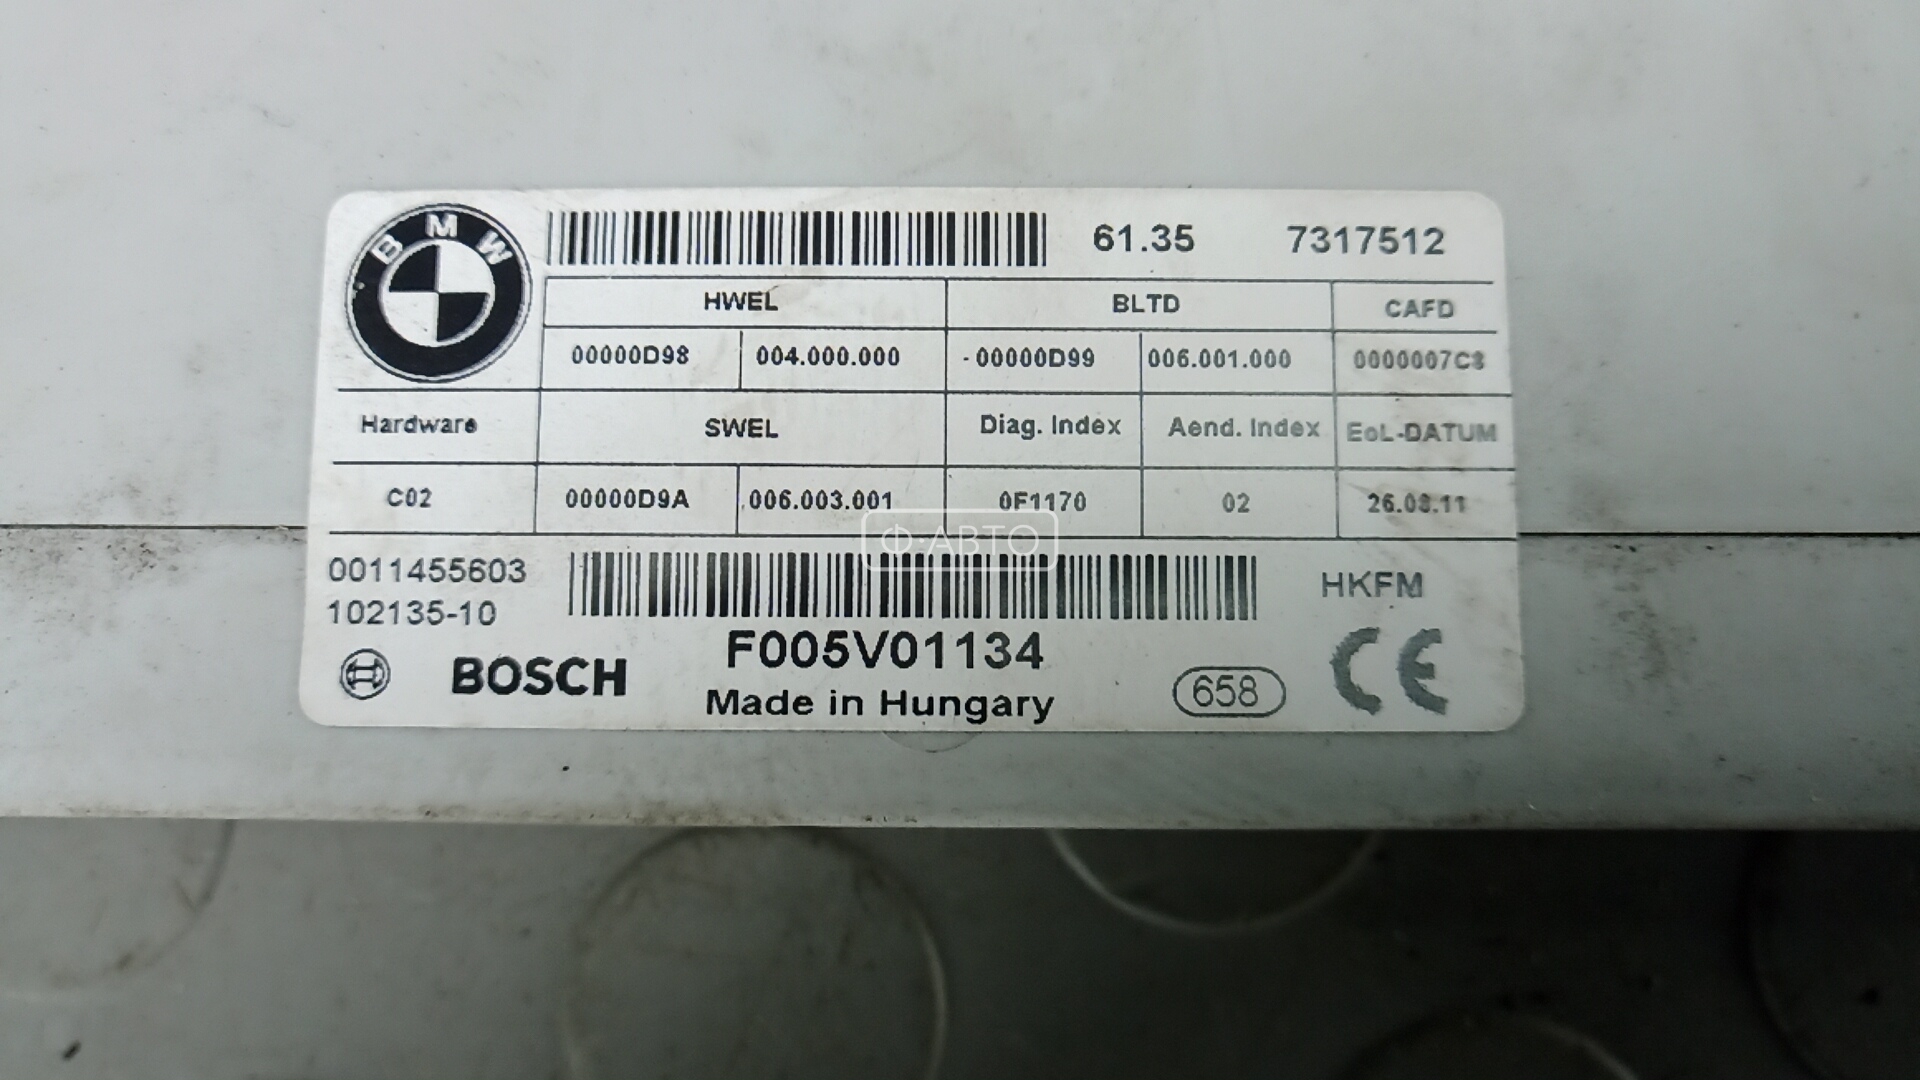 BMW
61.35 7317512
HWEL BLTD CAFD
00000D98 004.000.000 -00000D99 006.001.000 0000007C8
Hardware SWEL Diag. Index Aend. Index EoL-DATUM
C02 00000D9A 006.003.001 0F1170 02 26.08.11
Ф·АВТО
0011455603 HKFM
102135-10
F005V01134
BOSCH
Made in Hungary 658 CE